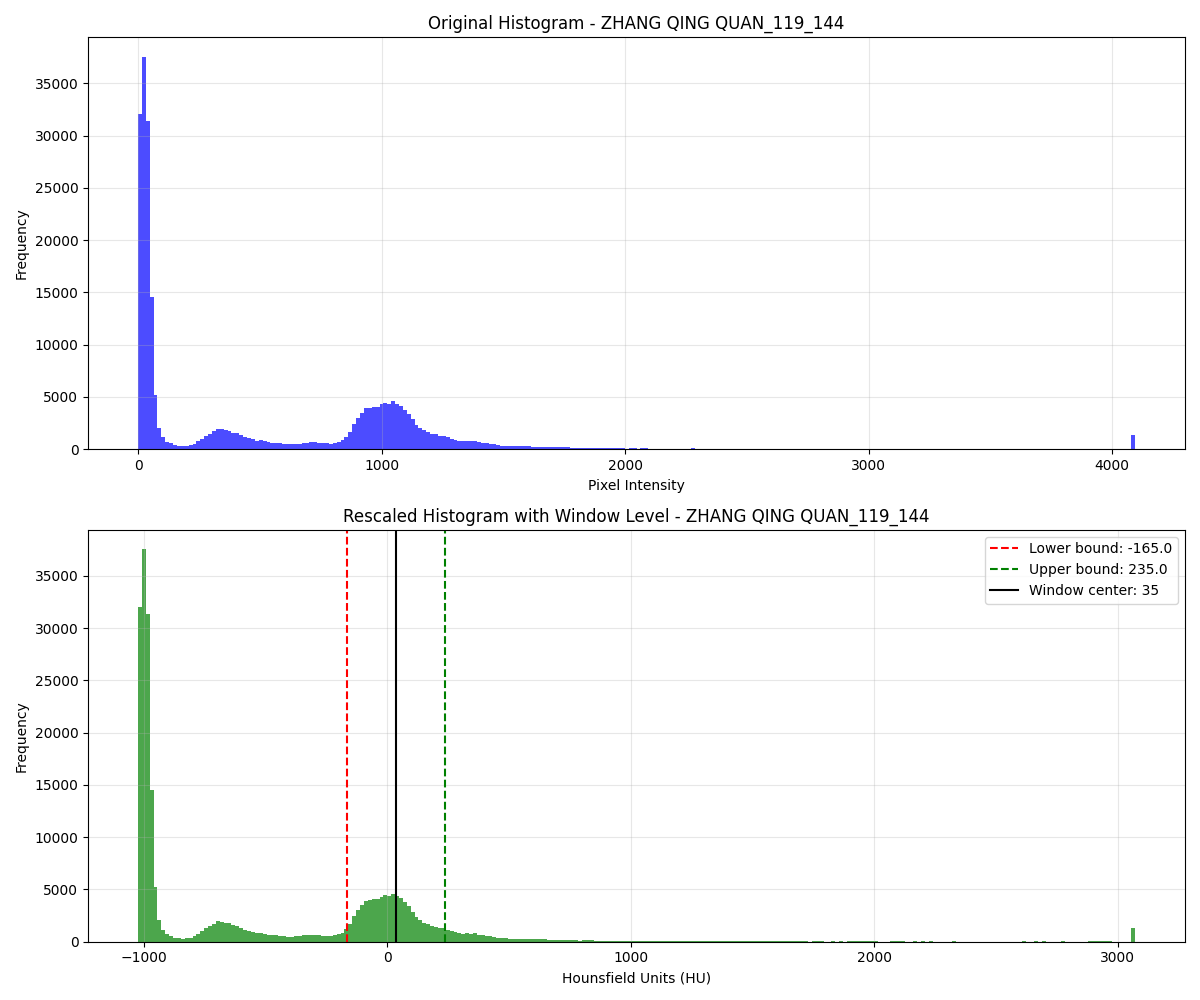 Original Histogram - ZHANG QING QUAN_119_144
Frequency
35000
30000
25000
20000
15000
10000
5000
0
0 1000 2000 3000 4000
Pixel Intensity
Rescaled Histogram with Window Level - ZHANG QING QUAN_119_144
Lower bound: -165.0
Upper bound: 235.0
Window center: 35
Frequency
35000
30000
25000
20000
15000
10000
5000
0
−1000 0 1000 2000 3000
Hounsfield Units (HU)